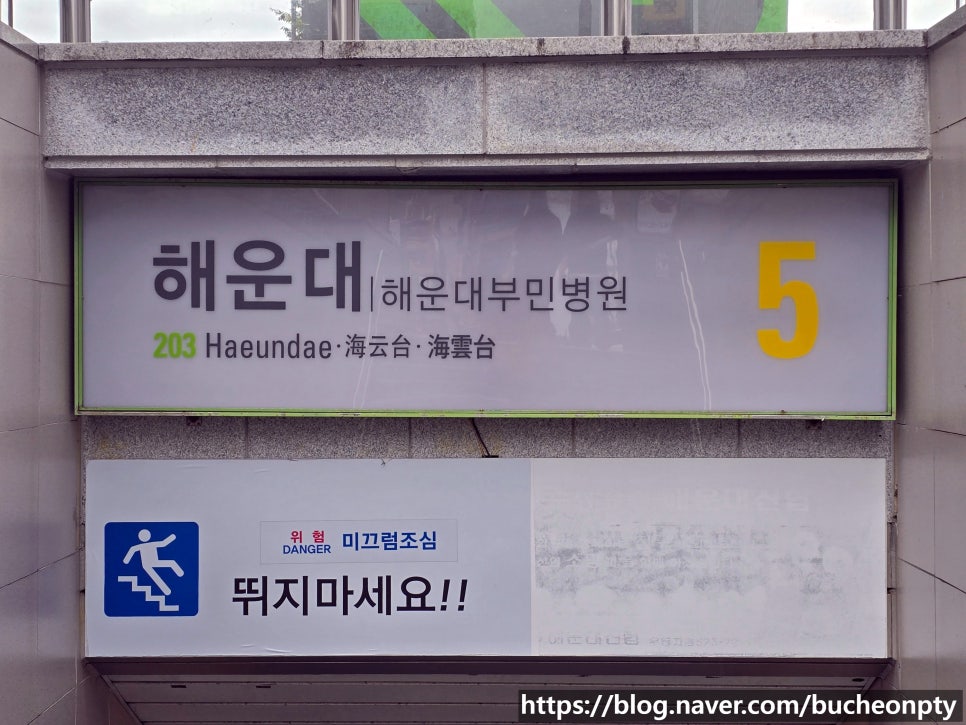 해운대|해운대부민병원
5
203 Haeundae·海云台·海雲台
위 험
DANGER
미끄럼조심
뛰지마세요!!
https://blog.naver.com/bucheonpty